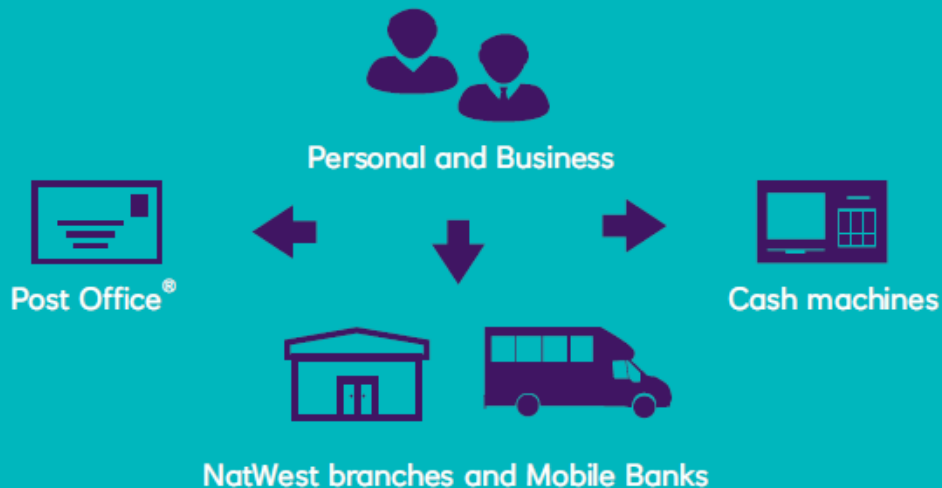 Personal and Business
Post Office®
Cash machines
NatWest branches and Mobile Banks